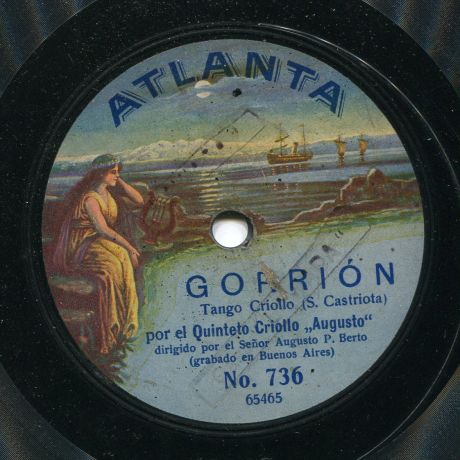 ATLANTA
GORRIÓN
Tango Criollo (S. Castriota)
por el Quinteto Criollo „Augusto“
dirigido por el Señor Augusto P. Berto
(grabado en Buenos Aires)
No. 736
65465